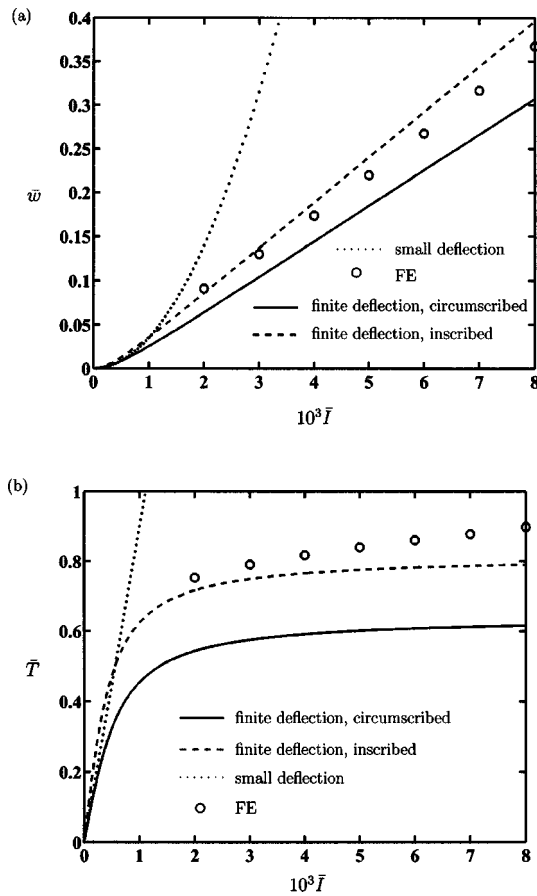 (a)
0.4
0.35
0.3
0.25
w̄
0.2
0.15
0.1
0.05
0
small deflection
FE
finite deflection, circumscribed
finite deflection, inscribed
0 1 2 3 4 5 6 7 8
10³Ī
(b)
1
0.8
0.6
T̄
0.4
0.2
0
finite deflection, circumscribed
finite deflection, inscribed
small deflection
FE
0 1 2 3 4 5 6 7 8
10³Ī